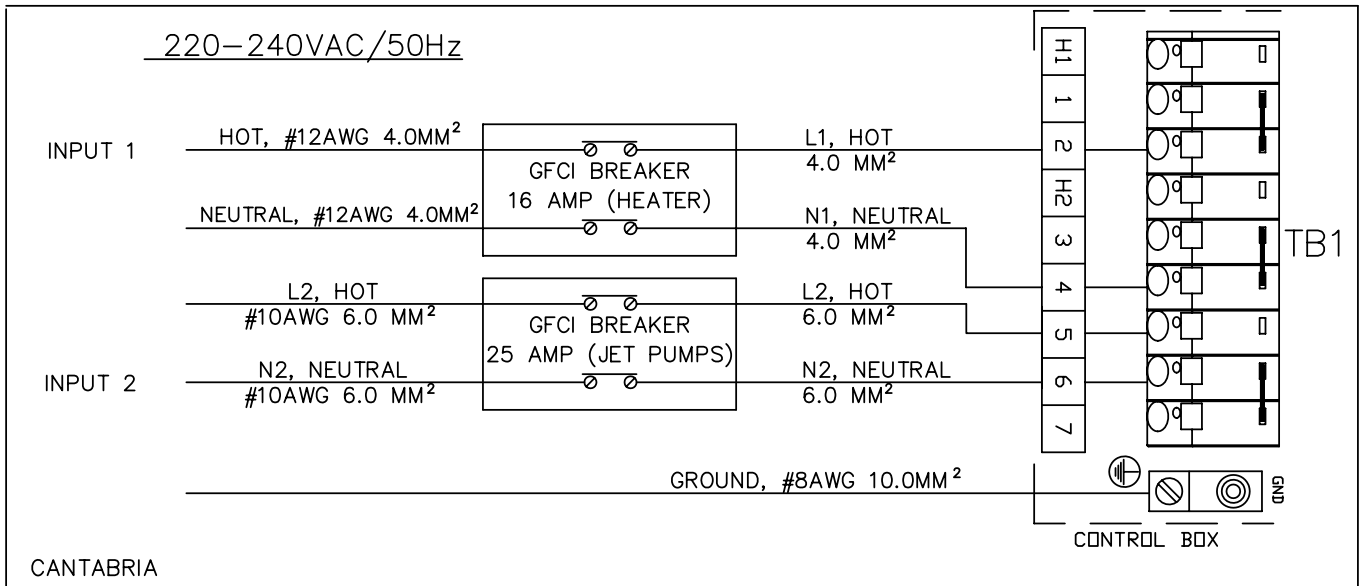 220-240VAC/50Hz
INPUT 1
HOT, #12AWG 4.0MM²
GFCI BREAKER
16 AMP (HEATER)
L1, HOT
4.0 MM²
NEUTRAL, #12AWG 4.0MM²
N1, NEUTRAL
4.0 MM²
L2, HOT
#10AWG 6.0 MM²
GFCI BREAKER
25 AMP (JET PUMPS)
L2, HOT
6.0 MM²
INPUT 2
N2, NEUTRAL
#10AWG 6.0 MM²
N2, NEUTRAL
6.0 MM²
GROUND, #8AWG 10.0MM²
H1
1
2
H2
3
4
5
6
7
TB1
GND
CONTROL BOX
CANTABRIA